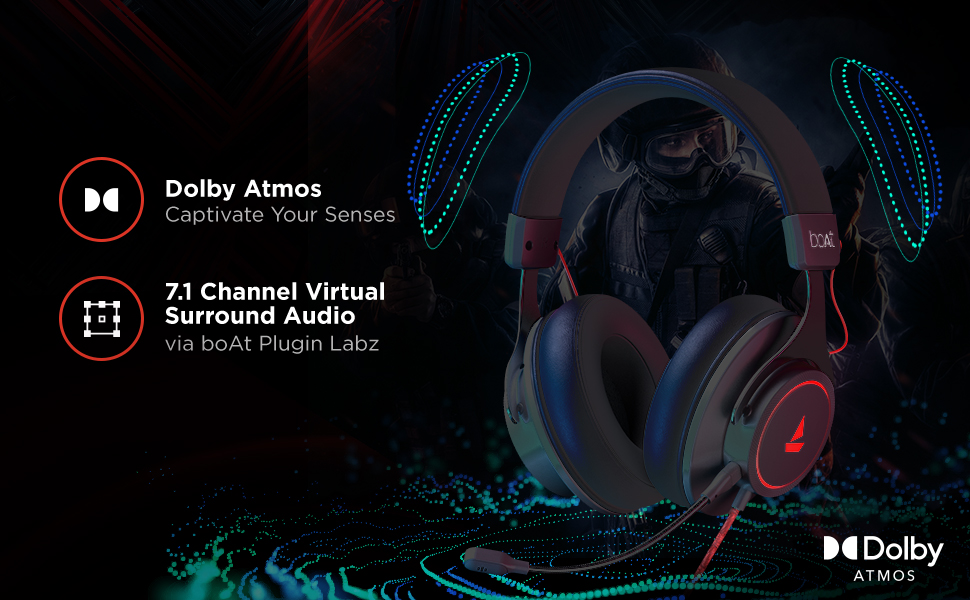 Dolby Atmos
Captivate Your Senses
7.1 Channel Virtual
Surround Audio
via boAt Plugin Labz
boAt
Dolby
ATMOS